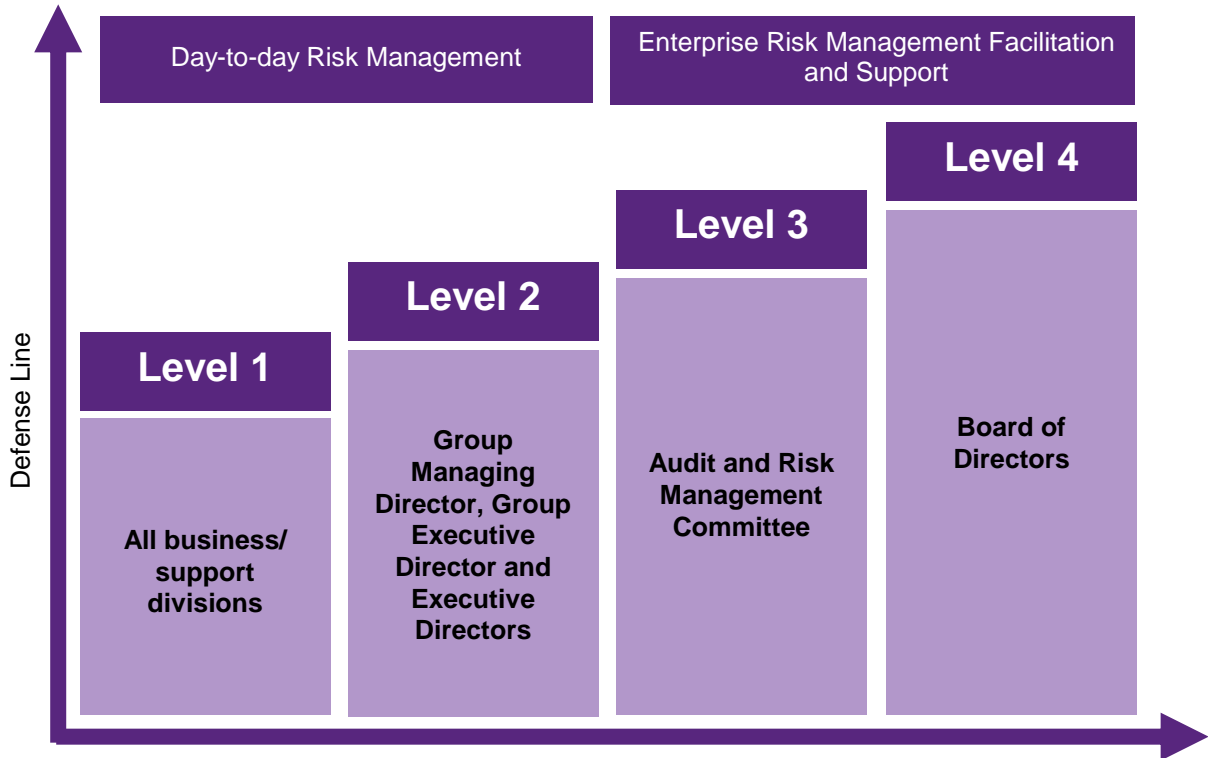 Day-to-day Risk Management
Enterprise Risk Management Facilitation
and Support
Defense Line
Level 1
All business/
support
divisions
Level 2
Group
Managing
Director, Group
Executive
Director and
Executive
Directors
Level 3
Audit and Risk
Management
Committee
Level 4
Board of
Directors